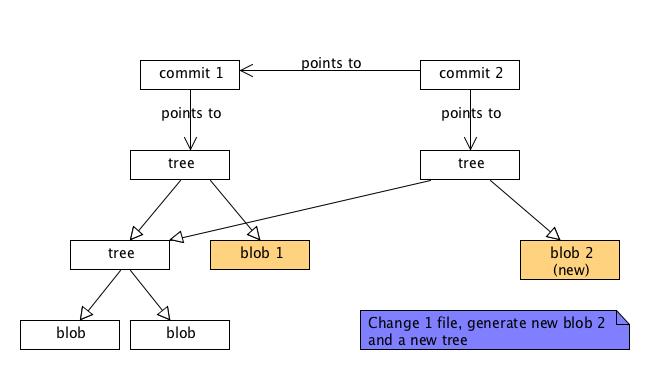 points to
commit 1
commit 2
points to
points to
tree
tree
tree
blob 1
blob 2
(new)
blob
blob
Change 1 file, generate new blob 2
and a new tree